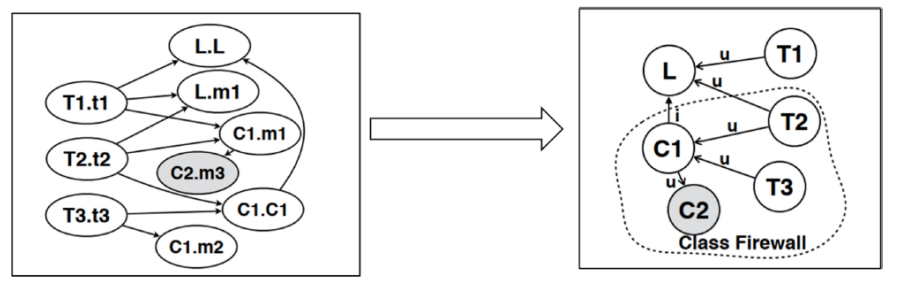 L.L
T1.t1
L.m1
C1.m1
T2.t2
C2.m3
T3.t3
C1.C1
C1.m2
T1
u
L
u
i
T2
u
C1
u
T3
u
C2
Class Firewall